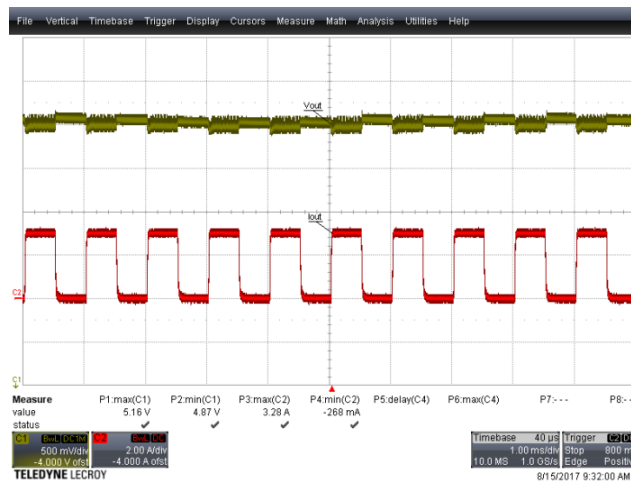 File Vertical Timebase Trigger Display Cursors Measure Math Analysis Utilities Help
Vout
Iout
C2
C1
Measure P1:max(C1) P2:min(C1) P3:max(C2) P4:min(C2) P5:delay(C4) P6:max(C4) P7:--- P8:--
value 5.16 V 4.87 V 3.28 A -268 mA
status
C1 BwL DC1M C2 BwL DC Timebase 40 µs Trigger C2
500 mV/div 2.00 A/div 1.00 ms/div Stop 800 m
-4.000 V ofst -4.000 A ofst 10.0 MS 1.0 GS/s Edge Positi
TELEDYNE LECROY 8/15/2017 9:32:00 AM